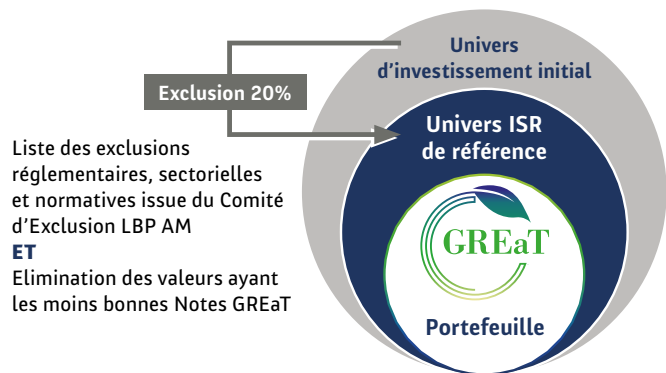 Univers
d'investissement initial
Exclusion 20%
Univers ISR
de référence
Liste des exclusions
réglementaires, sectorielles
et normatives issue du Comité
d'Exclusion LBP AM
ET
Elimination des valeurs ayant
les moins bonnes Notes GREaT
GREaT
Portefeuille